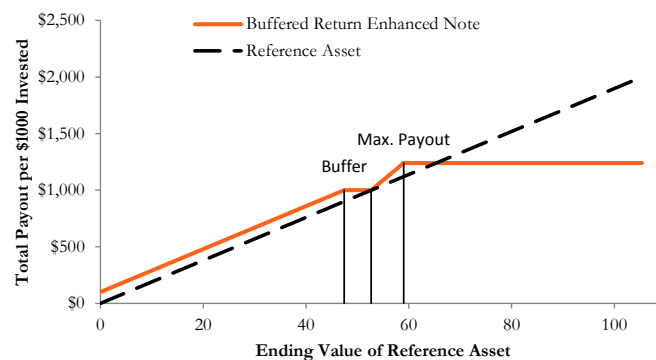 $2,500
Buffered Return Enhanced Note
Reference Asset
$2,000
$1,500
Max. Payout
Buffer
$1,000
$500
$0
0 20 40 60 80 100
Total Payout per $1000 Invested
Ending Value of Reference Asset